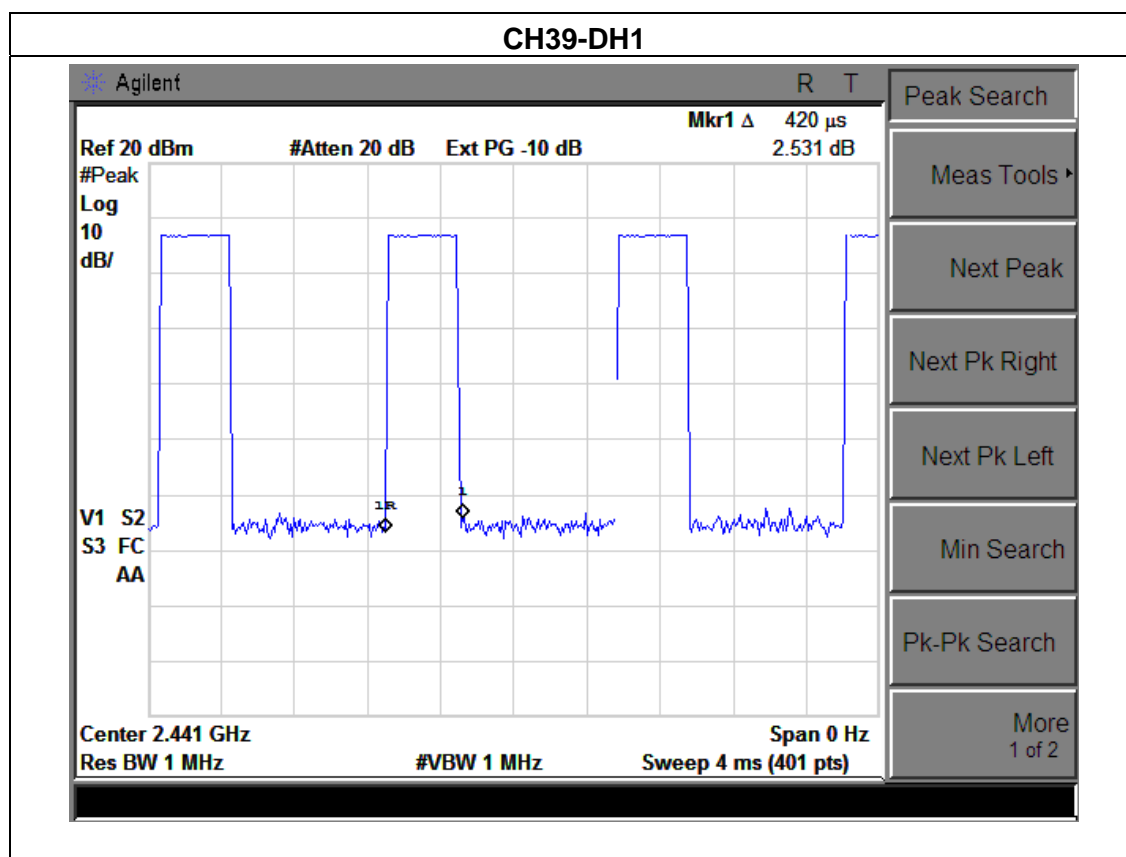 CH39-DH1
Agilent R T
Mkr1 Δ 420 µs
Ref 20 dBm #Atten 20 dB Ext PG -10 dB 2.531 dB
#Peak
Log
10
dB/
1R
1
V1 S2
S3 FC
AA
Center 2.441 GHz Span 0 Hz
Res BW 1 MHz #VBW 1 MHz Sweep 4 ms (401 pts)
Peak Search
Meas Tools
Next Peak
Next Pk Right
Next Pk Left
Min Search
Pk-Pk Search
More
1 of 2